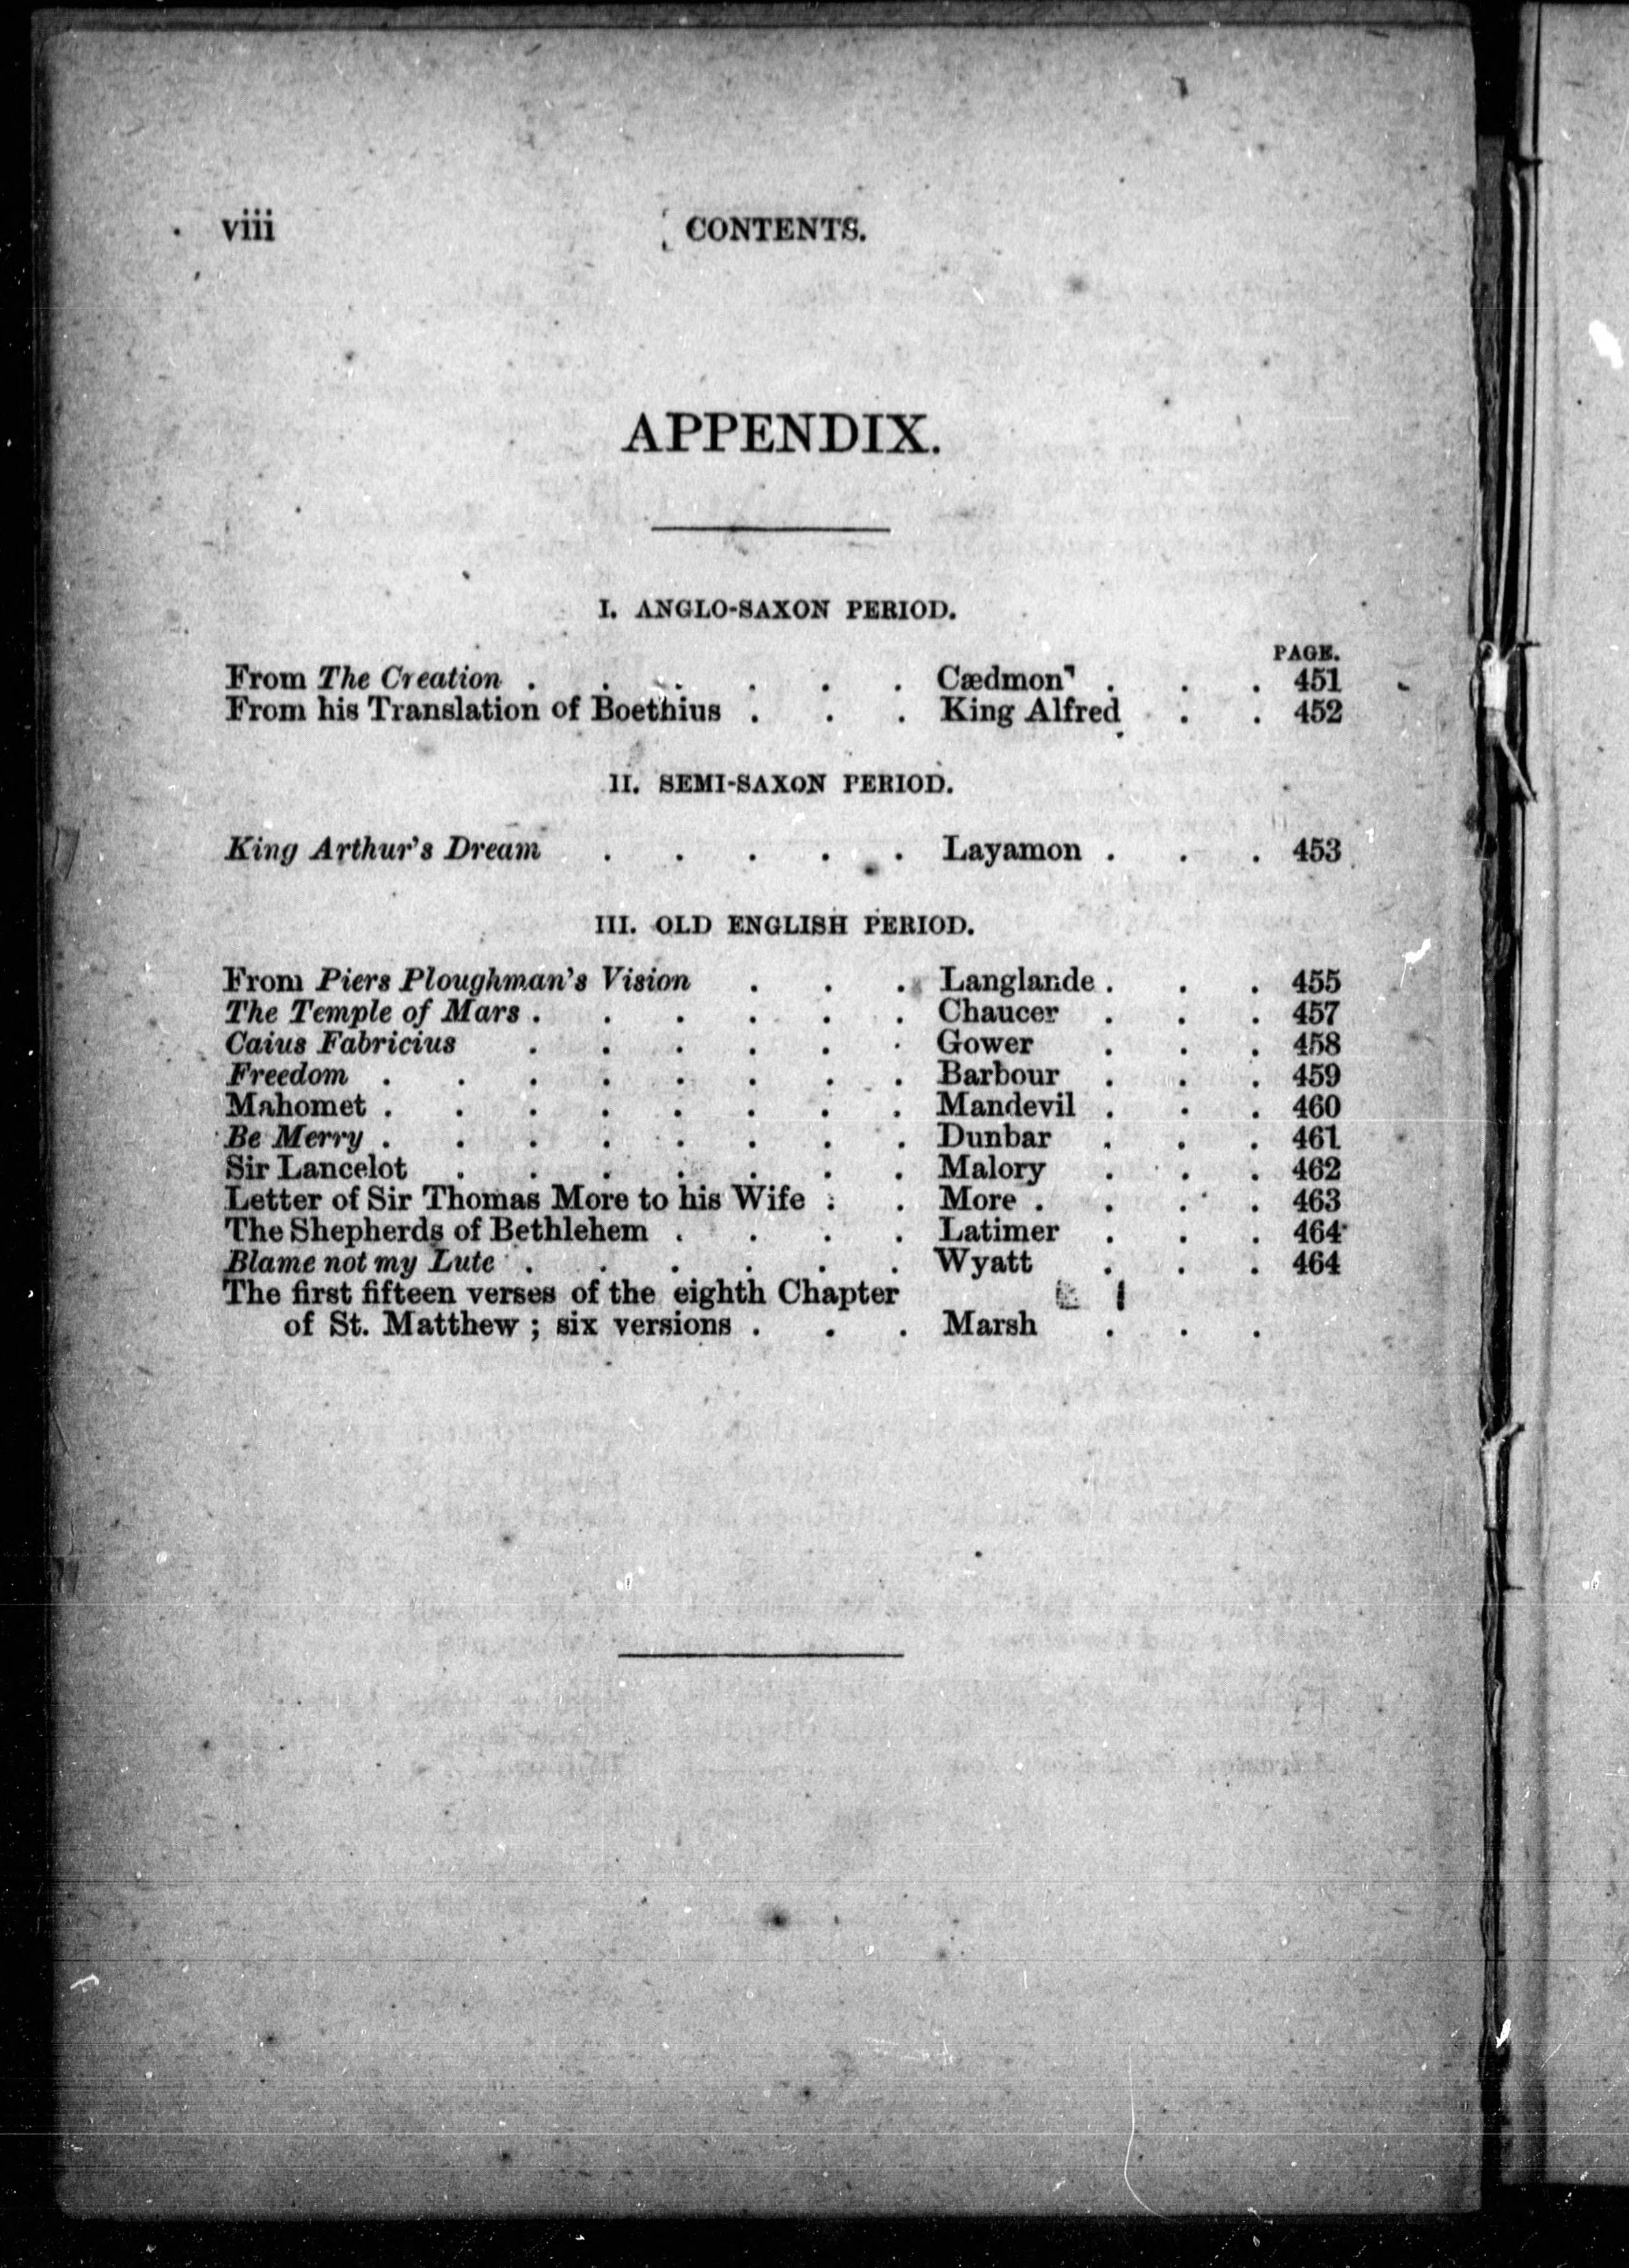 viii CONTENTS.
APPENDIX.
I. ANGLO-SAXON PERIOD.
PAGE.
From The Creation . . . . . . Cædmon . . . 451
From his Translation of Boethius . . . King Alfred . . 452
II. SEMI-SAXON PERIOD.
King Arthur's Dream . . . . . Layamon . . . 453
III. OLD ENGLISH PERIOD.
From Piers Ploughman's Vision . . . Langlande . . . 455
The Temple of Mars . . . . . . Chaucer . . . 457
Caius Fabricius . . . . . . Gower . . . 458
Freedom . . . . . . . . Barbour . . . 459
Mahomet . . . . . . . . Mandevil . . . 460
Be Merry . . . . . . . . Dunbar . . . 461
Sir Lancelot . . . . . . . Malory . . . 462
Letter of Sir Thomas More to his Wife . . More . . . . 463
The Shepherds of Bethlehem . . . . Latimer . . . 464
Blame not my Lute . . . . . . Wyatt . . . 464
The first fifteen verses of the eighth Chapter
of St. Matthew ; six versions . . . Marsh . . .